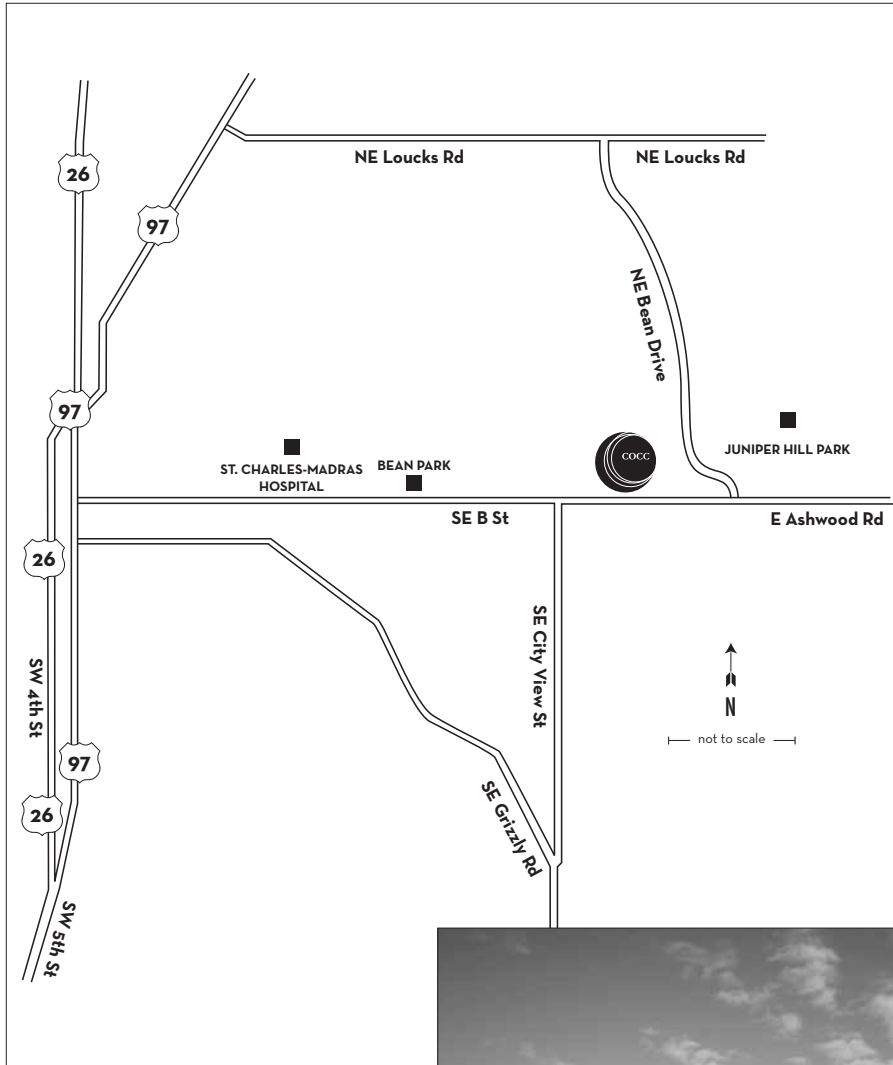 26
97
NE Loucks Rd
NE Loucks Rd
NE Bean Drive
97
ST. CHARLES-MADRAS
HOSPITAL
BEAN PARK
COCC
JUNIPER HILL PARK
SE B St
E Ashwood Rd
26
SW 4th St
SE City View St
N
not to scale
97
26
SE Grizzly Rd
SW 5th St